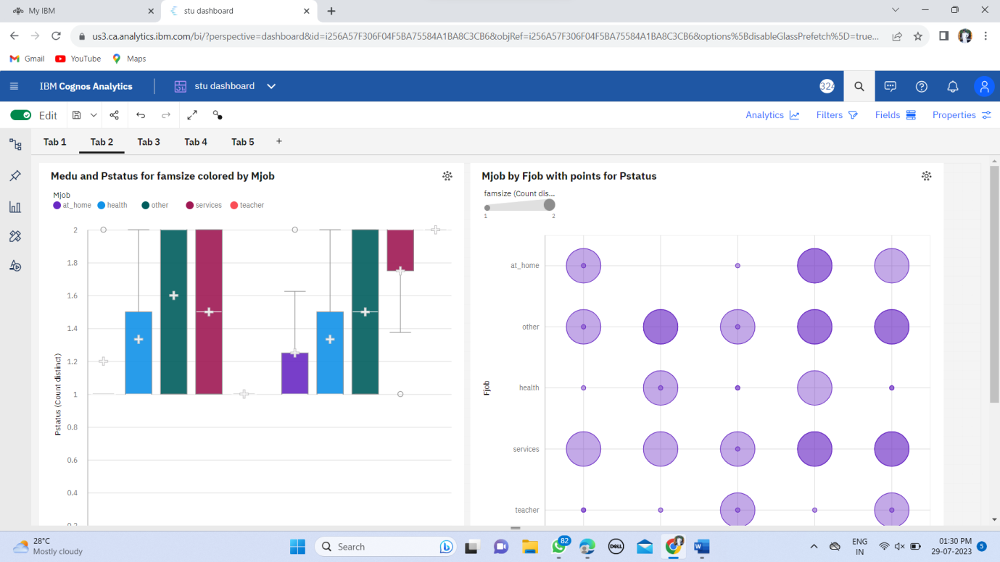 My IBM
stu dashboard
us3.ca.analytics.ibm.com/bi/?perspective=dashboard&id=i256A57F306F04F5BA75584A1BA8C3CB6&objRef=i256A57F306F04F5BA75584A1BA8C3CB6&options%5BdisableGlassPrefetch%5D=true...
Gmail YouTube Maps
IBM Cognos Analytics stu dashboard 324
Edit Analytics Filters Fields Properties
Tab 1 Tab 2 Tab 3 Tab 4 Tab 5 +
Medu and Pstatus for famsize colored by Mjob
Mjob
at_home health other services teacher
2
1.8
1.6
1.4
1.2
1
0.8
0.6
0.4
0.2
Pstatus (Count distinct)
Mjob by Fjob with points for Pstatus
famsize (Count dis...
1 2
at_home
other
health
services
teacher
Fjob
28°C
Mostly cloudy
Search
82
DELL
ENG
IN
01:30 PM
29-07-2023
5